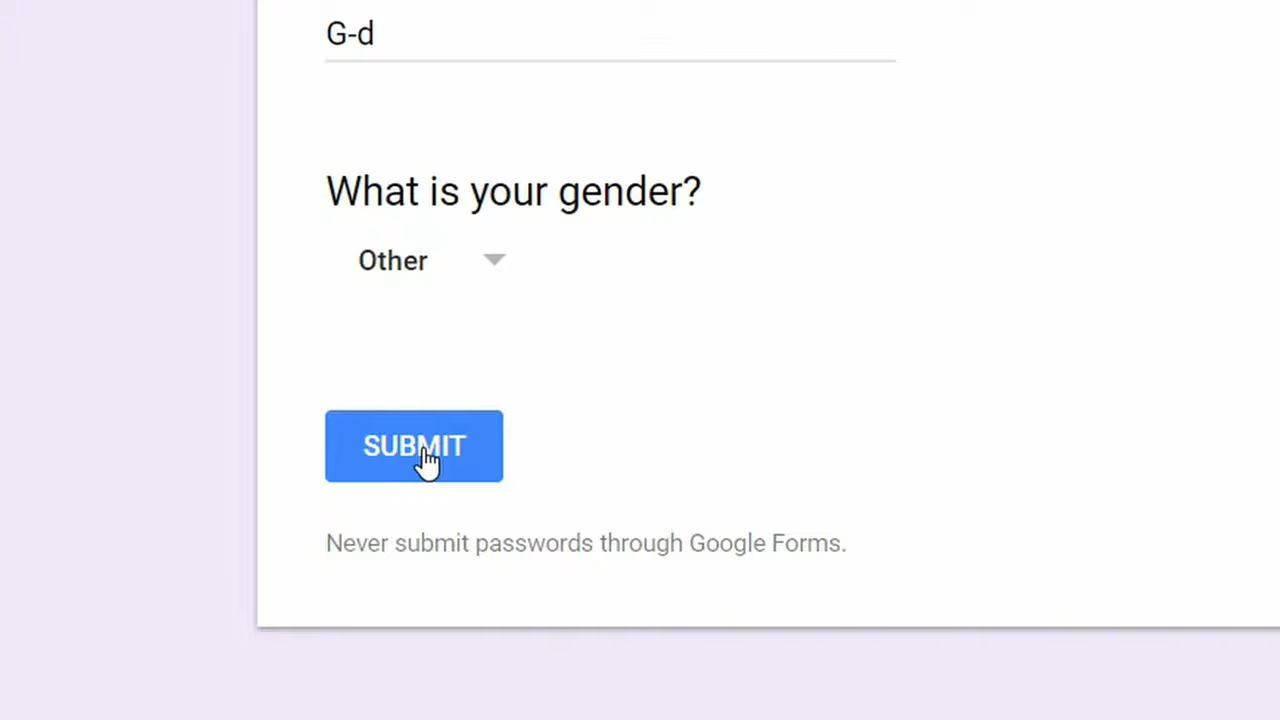 G-d
What is your gender?
Other
SUBMIT
Never submit passwords through Google Forms.